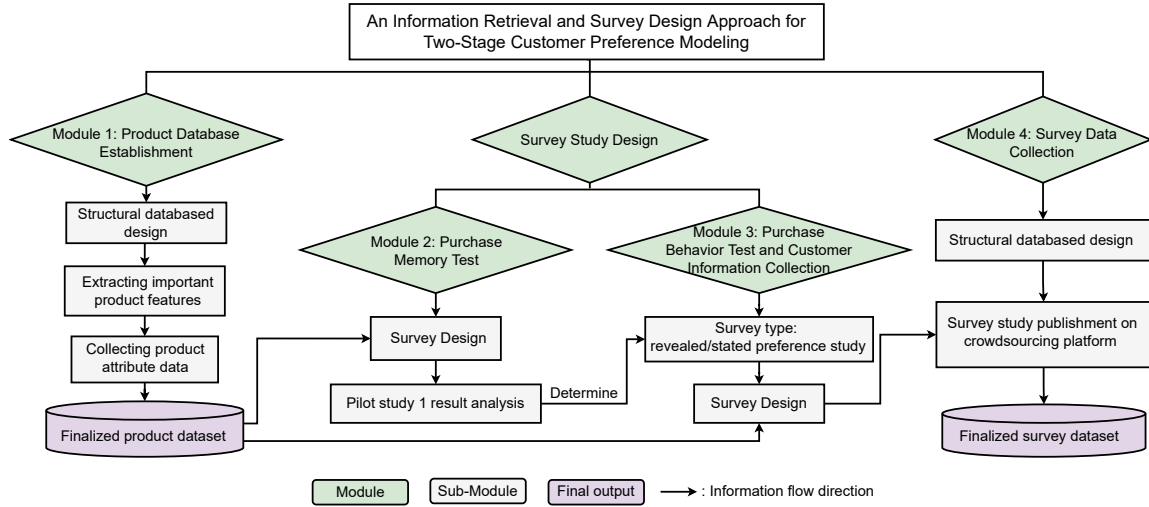 An Information Retrieval and Survey Design Approach for
Two-Stage Customer Preference Modeling
Module 1: Product Database
Establishment
Structural databased
design
Extracting important
product features
Collecting product
attribute data
Finalized product dataset
Survey Study Design
Module 2: Purchase
Memory Test
Survey Design
Pilot study 1 result analysis
Determine
Module 3: Purchase
Behavior Test and Customer
Information Collection
Survey type:
revealed/stated preference study
Survey Design
Module 4: Survey Data
Collection
Structural databased design
Survey study publishment on
crowdsourcing platform
Finalized survey dataset
Module
Sub-Module
Final output
: Information flow direction